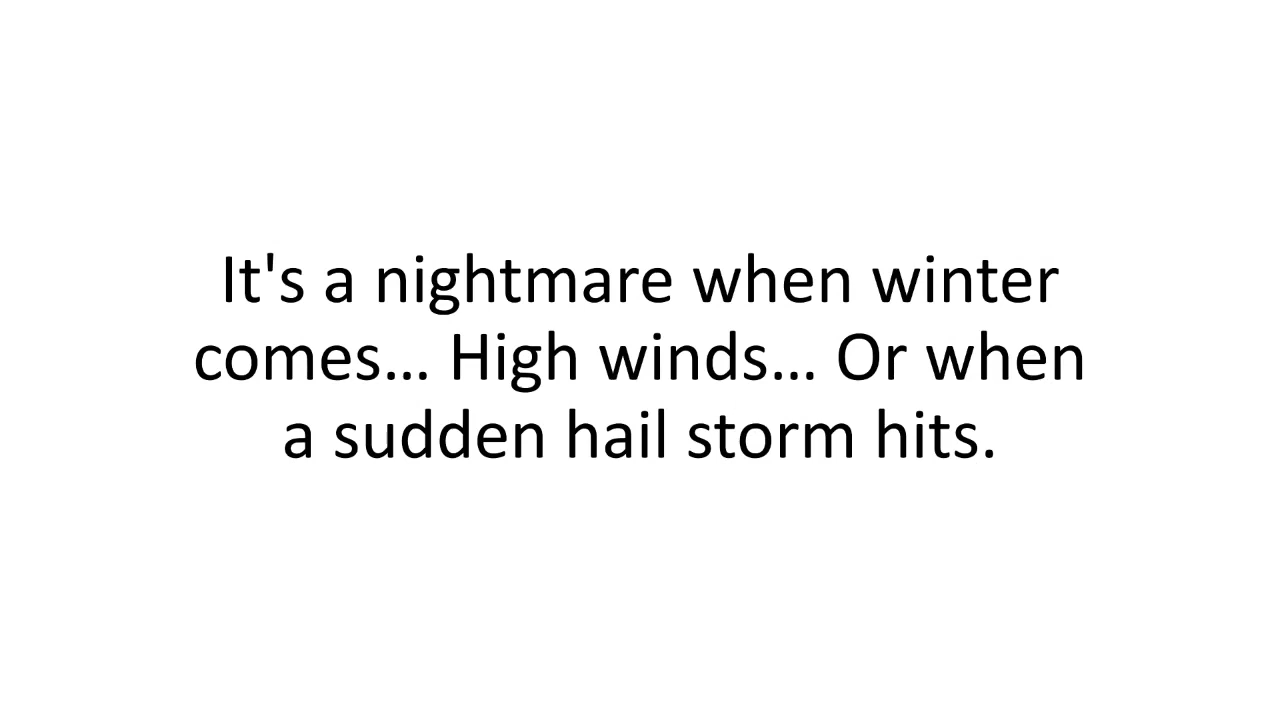 It's a nightmare when winter
comes... High winds... Or when
a sudden hail storm hits.